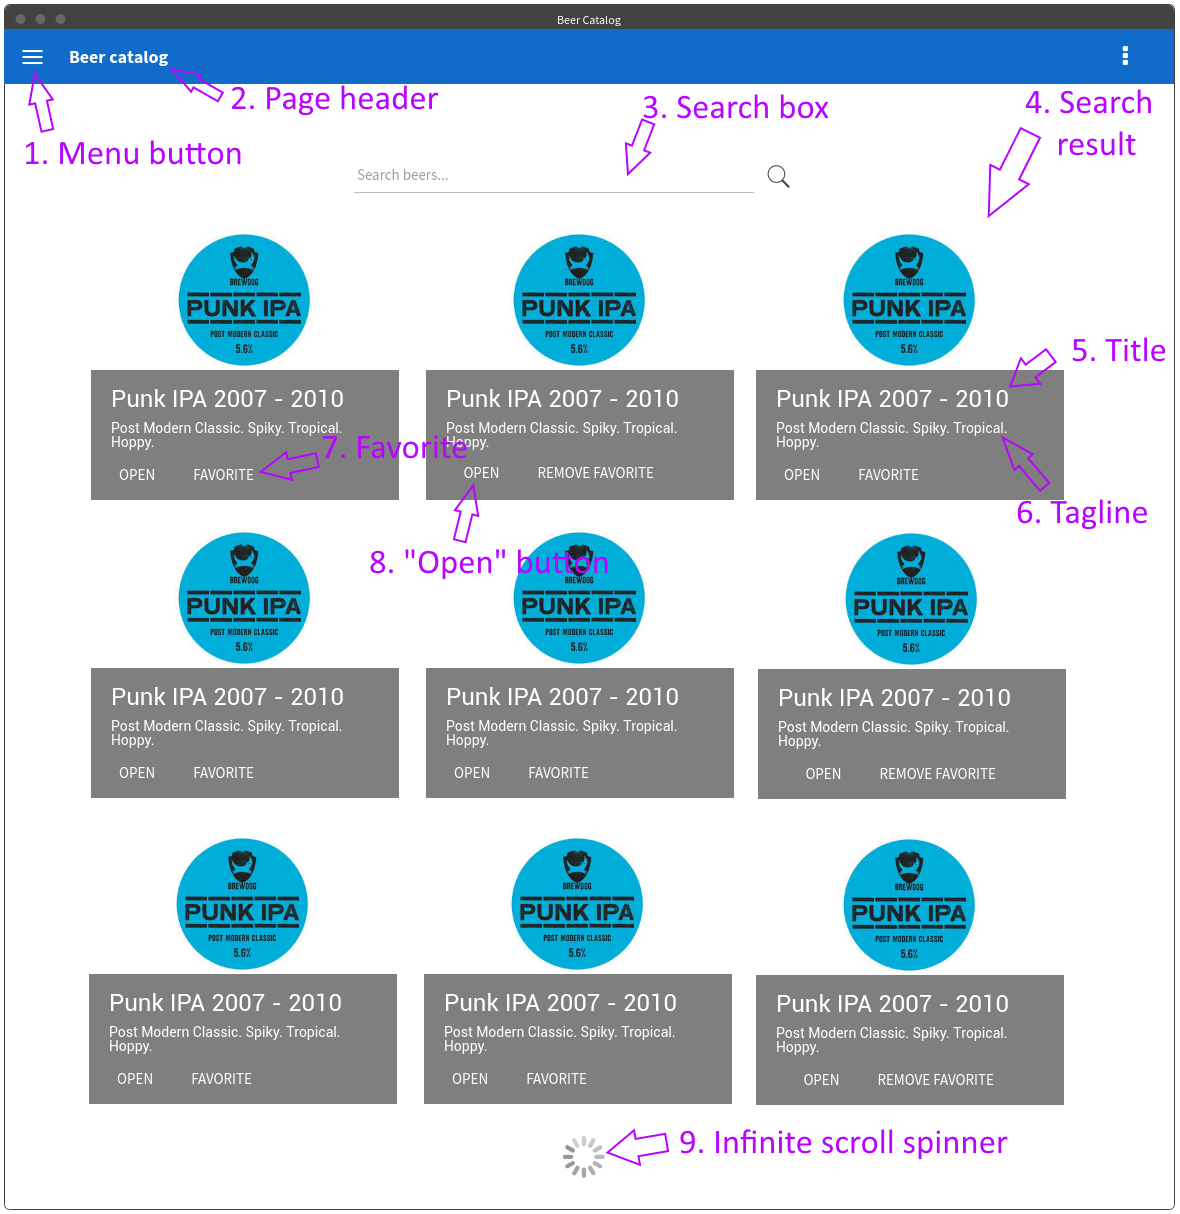 Beer Catalog
Beer catalog
2. Page header
1. Menu button
3. Search box
4. Search
result
Search beers...
BREWDOG
PUNK IPA
POST MODERN CLASSIC
5.6%
BREWDOG
PUNK IPA
POST MODERN CLASSIC
5.6%
BREWDOG
PUNK IPA
POST MODERN CLASSIC
5.6%
5. Title
Punk IPA 2007 - 2010
Post Modern Classic. Spiky. Tropical.
Hoppy.
OPEN FAVORITE
7. Favorite
Punk IPA 2007 - 2010
Post Modern Classic. Spiky. Tropical.
Hoppy.
OPEN REMOVE FAVORITE
8. "Open" button
Punk IPA 2007 - 2010
Post Modern Classic. Spiky. Tropical.
Hoppy.
OPEN FAVORITE
6. Tagline
BREWDOG
PUNK IPA
POST MODERN CLASSIC
5.6%
BREWDOG
PUNK IPA
POST MODERN CLASSIC
5.6%
BREWDOG
PUNK IPA
POST MODERN CLASSIC
5.6%
Punk IPA 2007 - 2010
Post Modern Classic. Spiky. Tropical.
Hoppy.
OPEN FAVORITE
Punk IPA 2007 - 2010
Post Modern Classic. Spiky. Tropical.
Hoppy.
OPEN FAVORITE
Punk IPA 2007 - 2010
Post Modern Classic. Spiky. Tropical.
Hoppy.
OPEN REMOVE FAVORITE
BREWDOG
PUNK IPA
POST MODERN CLASSIC
5.6%
BREWDOG
PUNK IPA
POST MODERN CLASSIC
5.6%
BREWDOG
PUNK IPA
POST MODERN CLASSIC
5.6%
Punk IPA 2007 - 2010
Post Modern Classic. Spiky. Tropical.
Hoppy.
OPEN FAVORITE
Punk IPA 2007 - 2010
Post Modern Classic. Spiky. Tropical.
Hoppy.
OPEN FAVORITE
Punk IPA 2007 - 2010
Post Modern Classic. Spiky. Tropical.
Hoppy.
OPEN REMOVE FAVORITE
9. Infinite scroll spinner